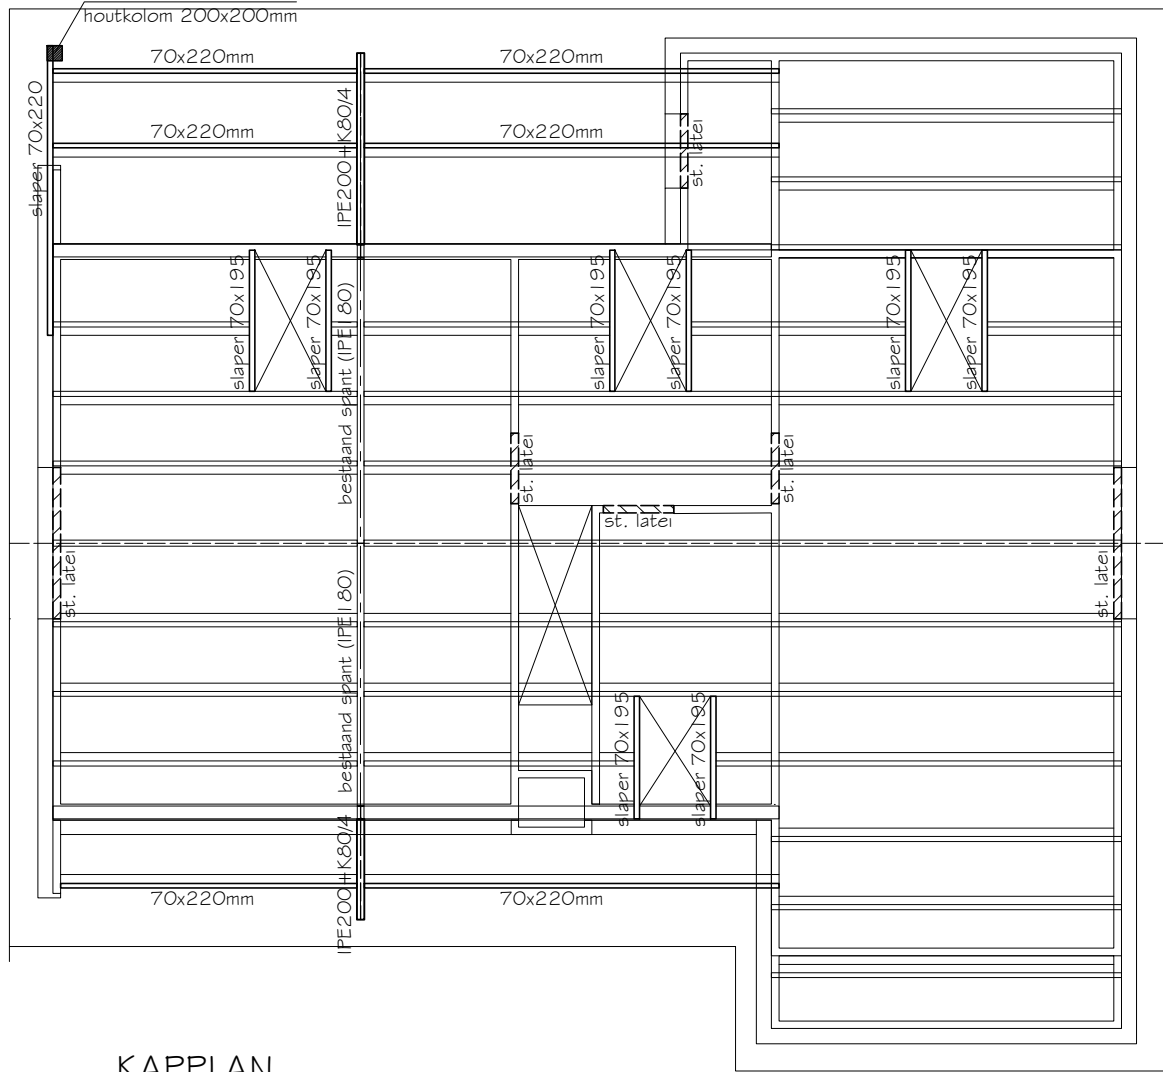 houtkolom 200x200mm
70x220mm
70x220mm
slaper 70x220
IPE200+K80/4
70x220mm
70x220mm
st. latei
slaper 70x195
slaper 70x195
bestaand spant (IPE180)
slaper 70x195
slaper 70x195
slaper 70x195
slaper 70x195
st. latei
st. latei
st. latei
st. latei
st. latei
bestaand spant (IPE180)
slaper 70x195
slaper 70x195
IPE200+K80/4
70x220mm
70x220mm
KAPPLAN